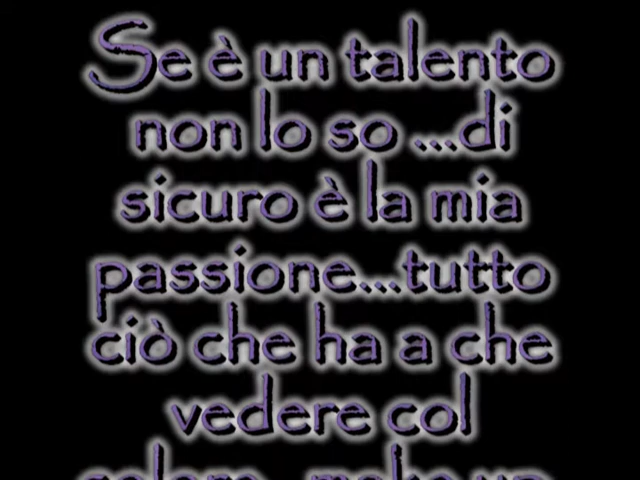 Se è un talento
non lo so ...di
sicuro è la mia
passione...tutto
ciò che ha a che
vedere col